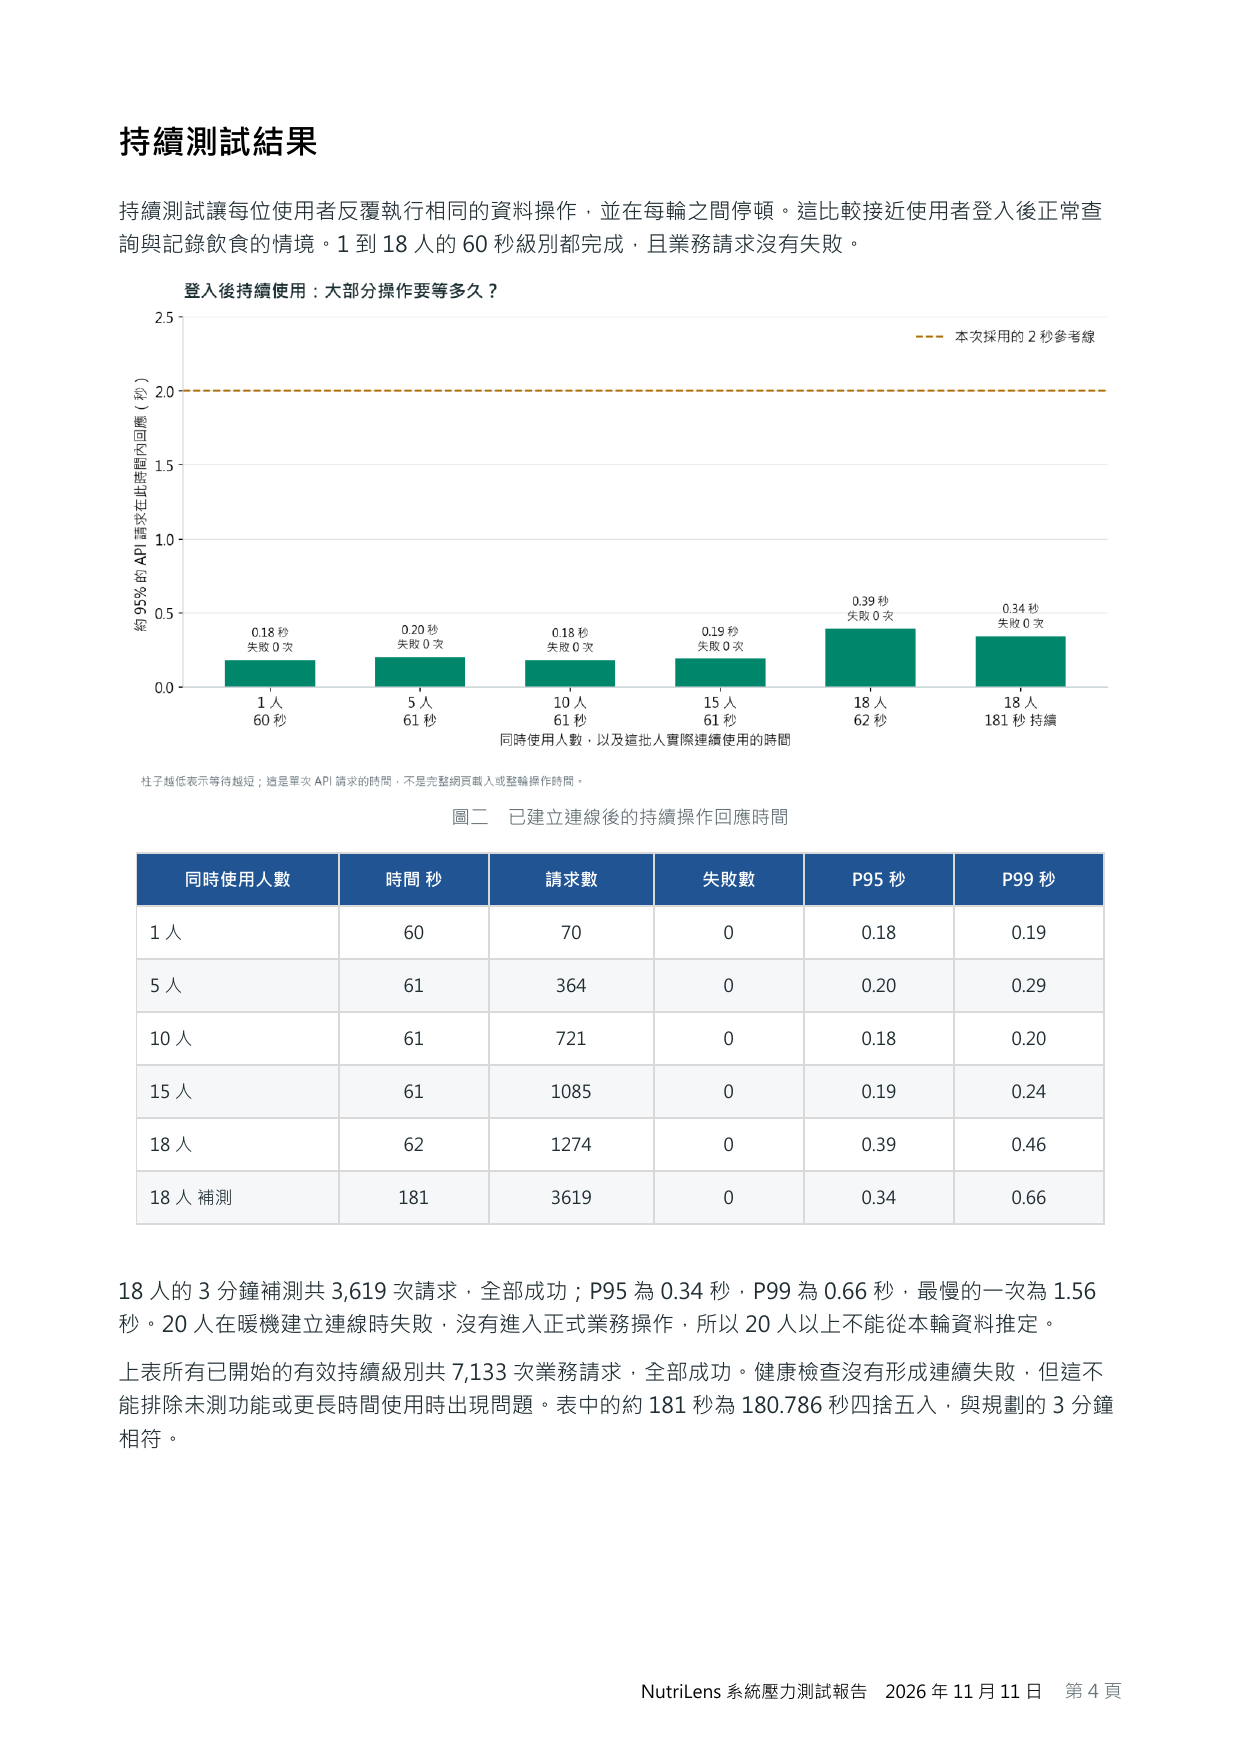 持續測試結果
持續測試讓每位使用者反覆執行相同的資料操作，並在每輪之間停頓。這比較接近使用者登入後正常查
詢與記錄飲食的情境。1 到 18 人的 60 秒級別都完成，且業務請求沒有失敗。
登入後持續使用：大部分操作要等多久？
約 95% 的 API 請求在此時間內回應（秒）
2.5
2.0
1.5
1.0
0.5
0.0
本次採用的 2 秒參考線
0.18 秒
失敗 0 次
0.20 秒
失敗 0 次
0.18 秒
失敗 0 次
0.19 秒
失敗 0 次
0.39 秒
失敗 0 次
0.34 秒
失敗 0 次
1 人
60 秒
5 人
61 秒
10 人
61 秒
15 人
61 秒
18 人
62 秒
18 人
181 秒 持續
同時使用人數，以及這批人實際連續使用的時間
柱子越低表示等待越短；這是單次 API 請求的時間，不是完整網頁載入或整輪操作時間。
圖二　已建立連線後的持續操作回應時間
同時使用人數 時間 秒 請求數 失敗數 P95 秒 P99 秒
1 人 60 70 0 0.18 0.19
5 人 61 364 0 0.20 0.29
10 人 61 721 0 0.18 0.20
15 人 61 1085 0 0.19 0.24
18 人 62 1274 0 0.39 0.46
18 人 補測 181 3619 0 0.34 0.66
18 人的 3 分鐘補測共 3,619 次請求，全部成功；P95 為 0.34 秒，P99 為 0.66 秒，最慢的一次為 1.56
秒。20 人在暖機建立連線時失敗，沒有進入正式業務操作，所以 20 人以上不能從本輪資料推定。
上表所有已開始的有效持續級別共 7,133 次業務請求，全部成功。健康檢查沒有形成連續失敗，但這不
能排除未測功能或更長時間使用時出現問題。表中的約 181 秒為 180.786 秒四捨五入，與規劃的 3 分鐘
相符。
NutriLens 系統壓力測試報告　2026 年 11 月 11 日　第 4 頁